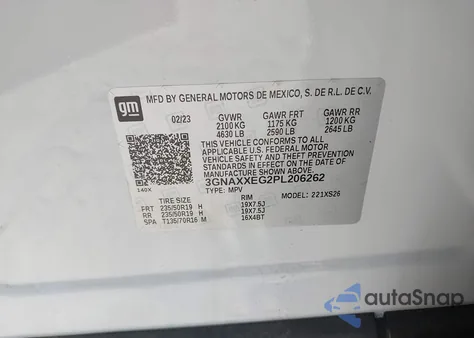 gm
MFD BY GENERAL MOTORS DE MEXICO, S. DE R.L. DE C.V.
02/23 GVWR GAWR FRT GAWR RR
2100 KG 1175 KG 1200 KG
4630 LB 2590 LB 2645 LB
THIS VEHICLE CONFORMS TO ALL
APPLICABLE U.S. FEDERAL MOTOR
VEHICLE SAFETY, BUMPER, AND THEFT PREVENTION
STANDARDS IN EFFECT ON THE DATE OF
MANUFACTURE SHOWN ABOVE.
3GNAXXEG2PL206262
TYPE: MPV MODEL: 221XS26
TIRE SIZE RIM
FRT 235/50R19 H 19X7.5J
RR 235/50R19 H 19X7.5J
SPA T135/70R16 M 16X4BT
autoSnap